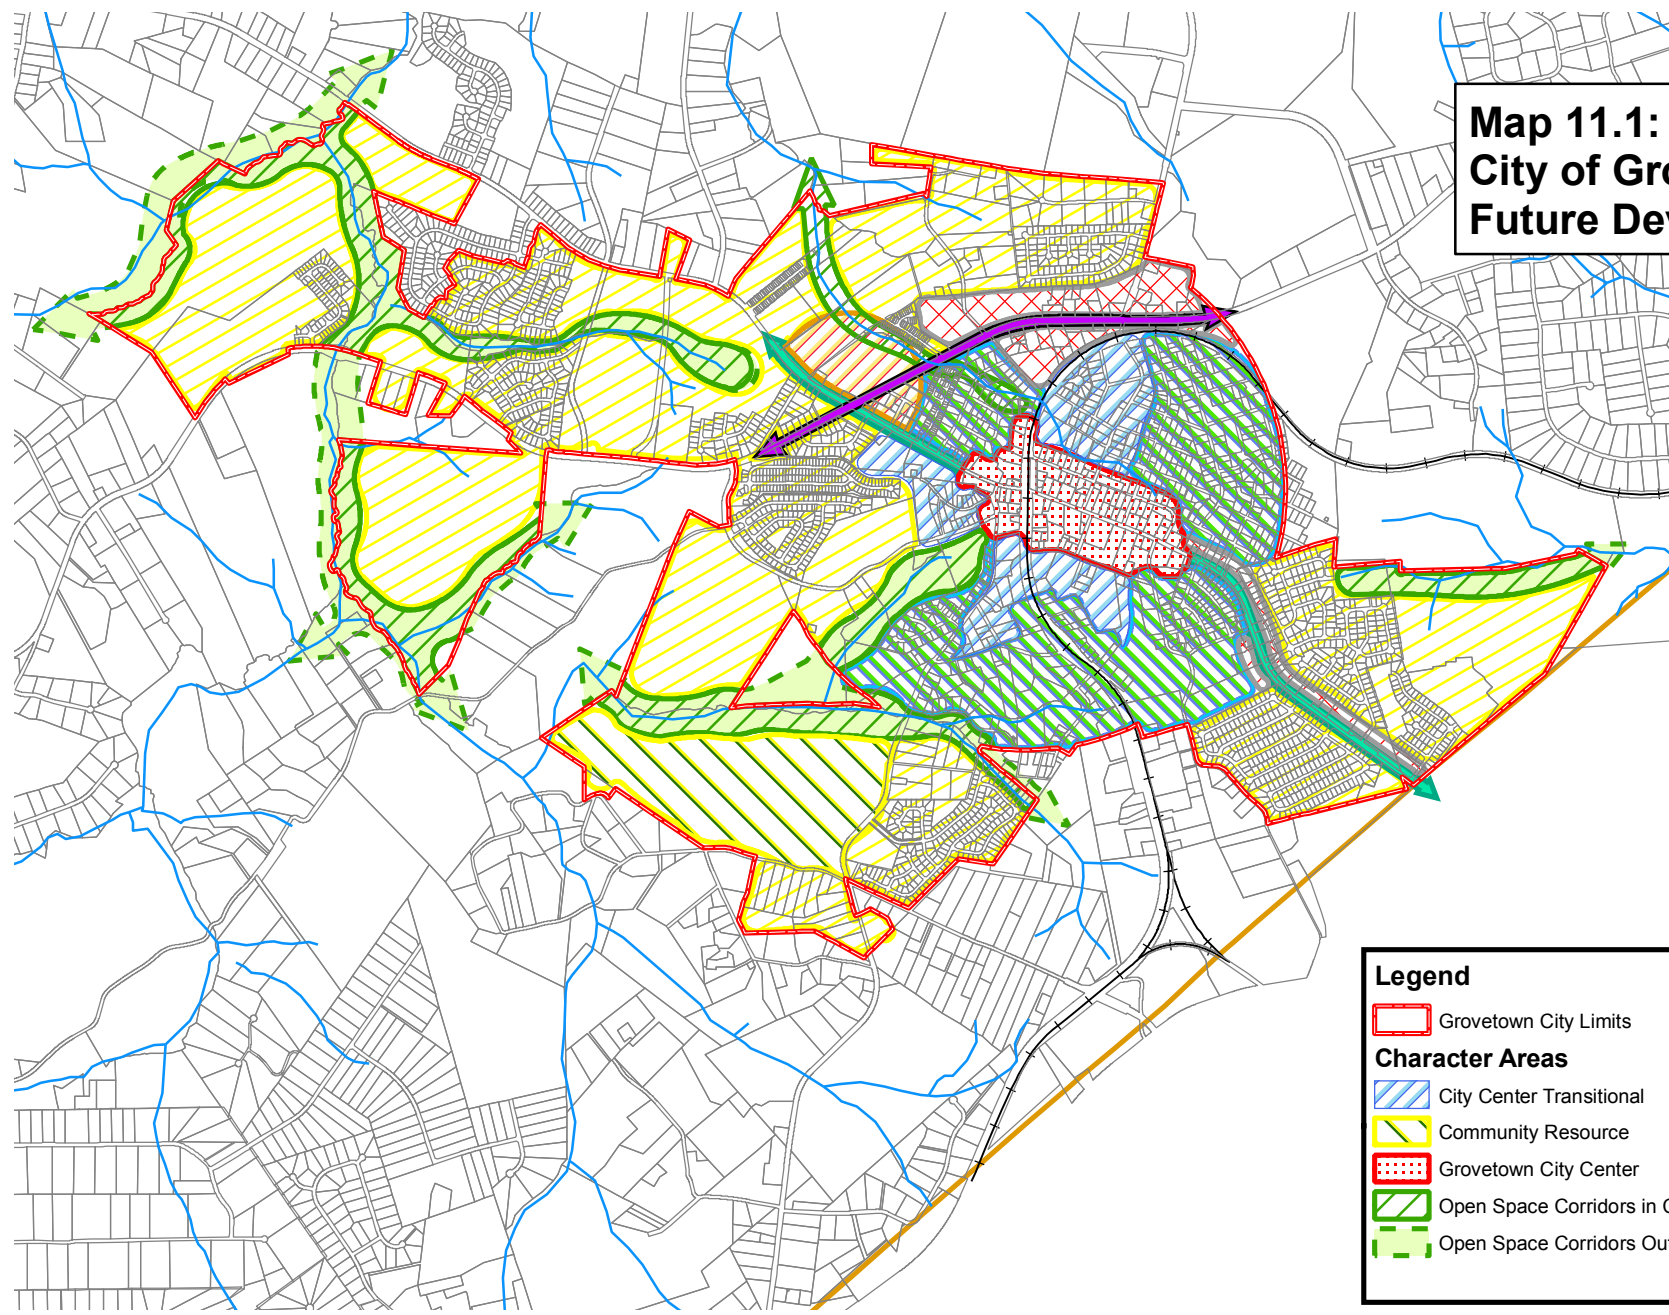 Map 11.1:
City of Gro
Future Dev
Legend
Grovetown City Limits
Character Areas
City Center Transitional
Community Resource
Grovetown City Center
Open Space Corridors in C
Open Space Corridors Out